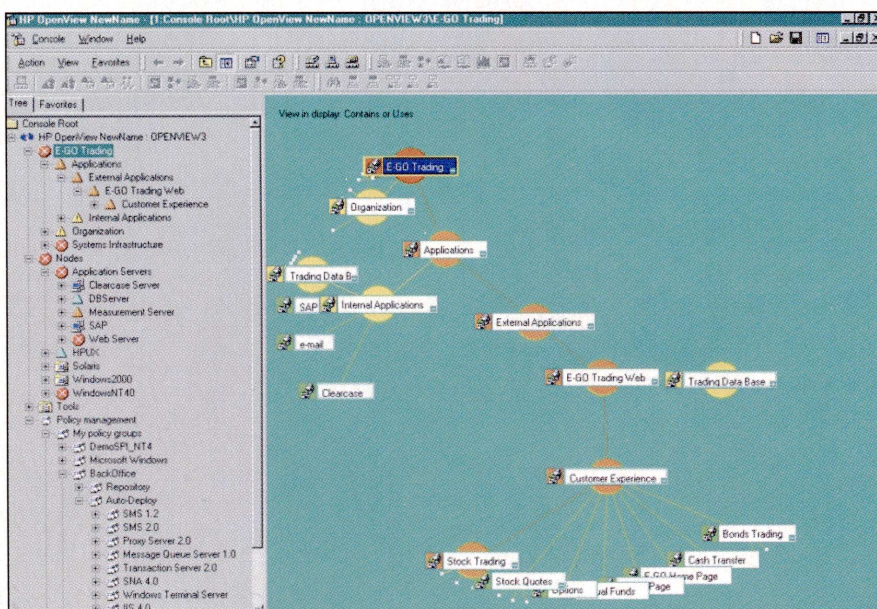 HP OpenView NewName - [1:Console Root\HP OpenView NewName : OPENVIEW3\E-GO Trading]
Console Window Help
Action View Favorites
Tree Favorites
Console Root
HP OpenView NewName : OPENVIEW3
E-GO Trading
Applications
External Applications
E-GO Trading Web
Customer Experience
Internal Applications
Organization
Systems Infrastructure
Nodes
Application Servers
Clearcase Server
DBServer
Measurement Server
SAP
Web Server
HPUX
Solaris
Windows2000
WindowsNT40
Tools
Policy management
My policy groups
DemoSPI_NT4
Microsoft Windows
BackOffice
Repository
Auto-Deploy
SMS 1.2
SMS 2.0
Proxy Server 2.0
Message Queue Server 1.0
Transaction Server 2.0
SNA 4.0
Windows Terminal Server
IIS 4.0
View in display: Contains or Uses
E-GO Trading
Organization
Applications
Trading Data B
SAP
Internal Applications
External Applications
e-mail
E-GO Trading Web
Trading Data Base
Clearcase
Customer Experience
Bonds Trading
Stock Trading
Cash Transfer
E-GO Home Page
Stock Quotes
Page
Options
ual Funds